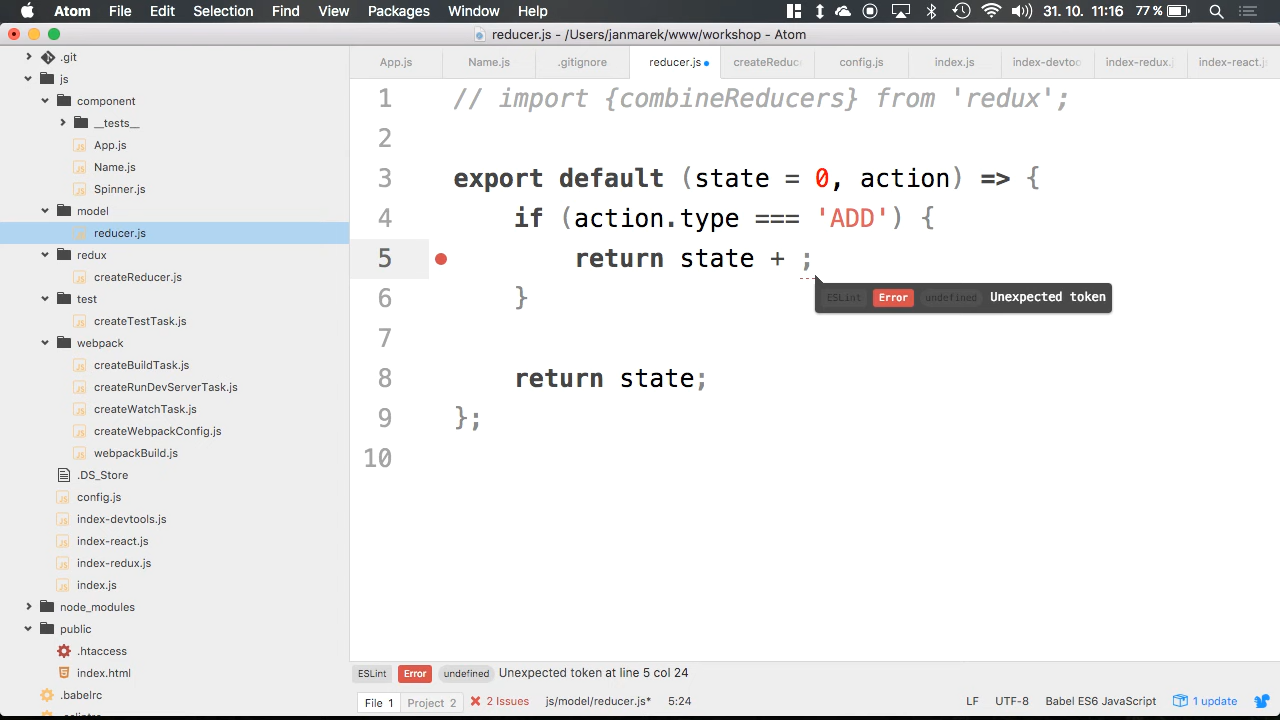 Atom File Edit Selection Find View Packages Window Help 31. 10. 11:16 77 %
reducer.js - /Users/janmarek/www/workshop - Atom
App.js Name.js .gitignore reducer.js createReduc config.js index.js index-devtoo index-redux. index-react.j
.git
js
component
__tests__
App.js
Name.js
Spinner.js
model
reducer.js
redux
createReducer.js
test
createTestTask.js
webpack
createBuildTask.js
createRunDevServerTask.js
createWatchTask.js
createWebpackConfig.js
webpackBuild.js
.DS_Store
config.js
index-devtools.js
index-react.js
index-redux.js
index.js
node_modules
public
.htaccess
index.html
.babelrc
1 // import {combineReducers} from 'redux';
2
3 export default (state = 0, action) => {
4 if (action.type === 'ADD') {
5 return state + ;
ESLint Error undefined Unexpected token
6 }
7
8 return state;
9 };
10
ESLint Error undefined Unexpected token at line 5 col 24
File 1 Project 2 2 Issues js/model/reducer.js* 5:24 LF UTF-8 Babel ES6 JavaScript 1 update